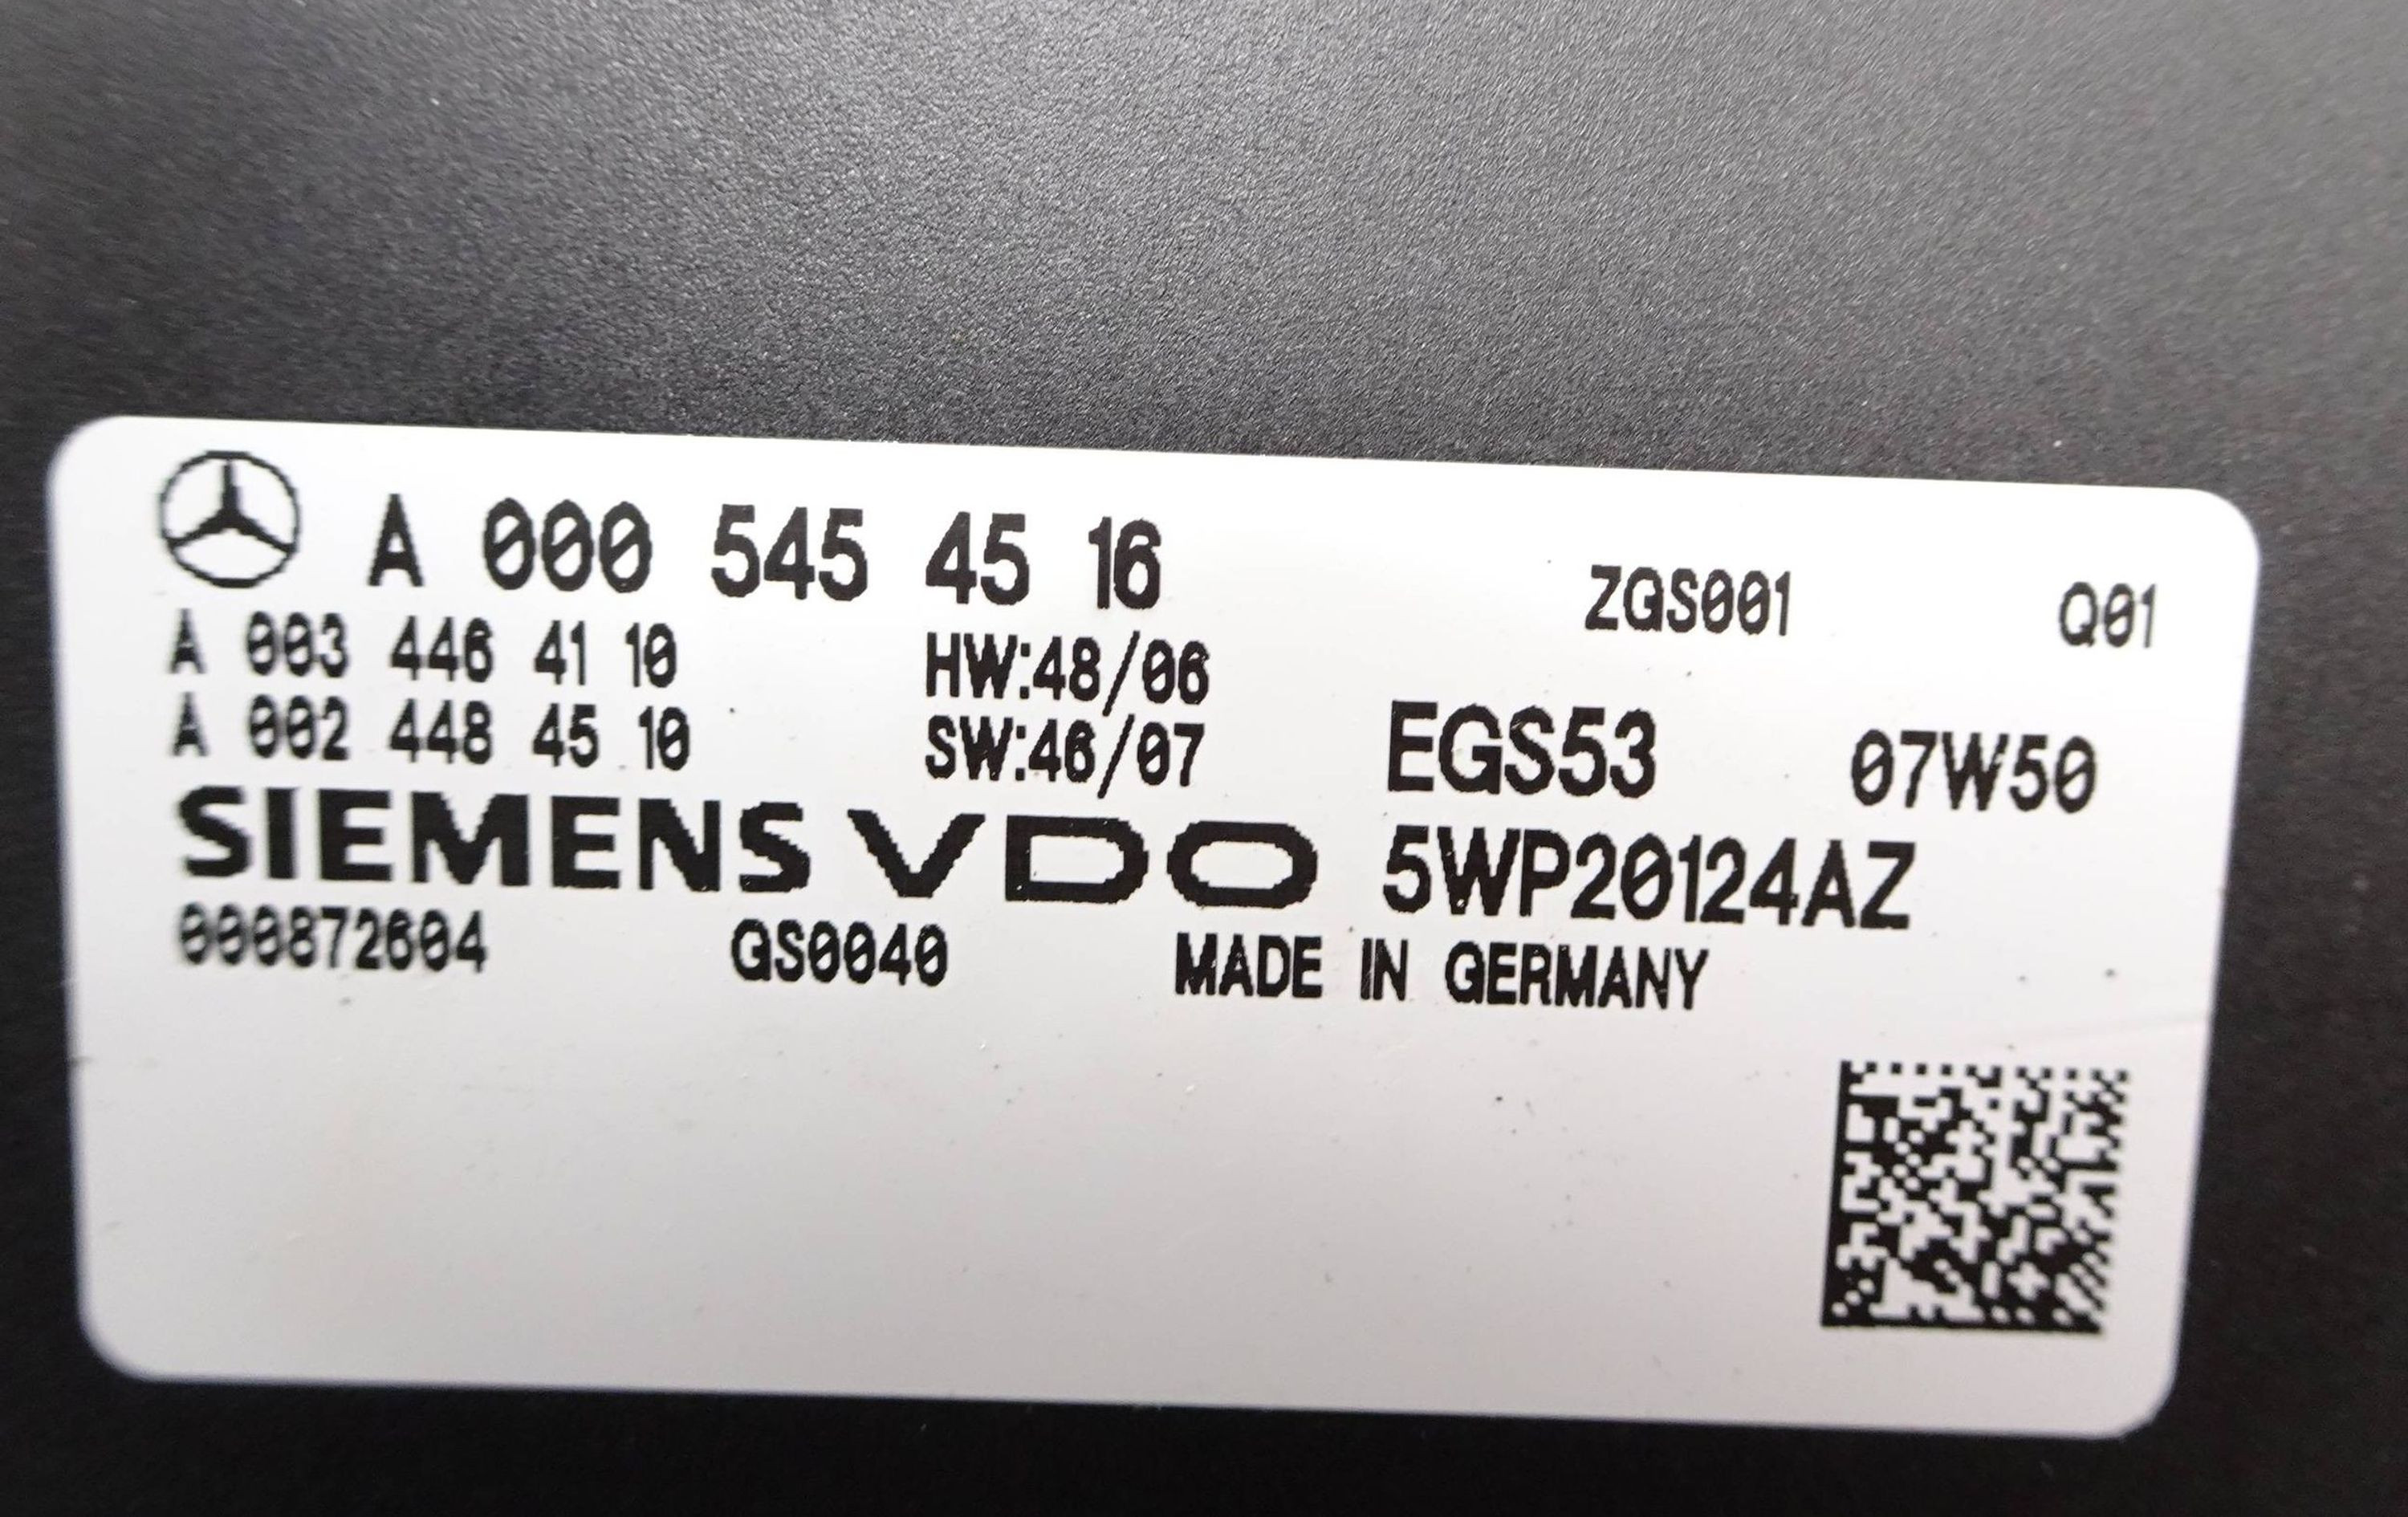 A 000 545 45 16 ZGS001 Q01
A 003 446 41 10 HW:48/06
A 002 448 45 10 SW:46/07 EGS53 07W50
SIEMENS VDO 5WP20124AZ
000872604 GS0040 MADE IN GERMANY